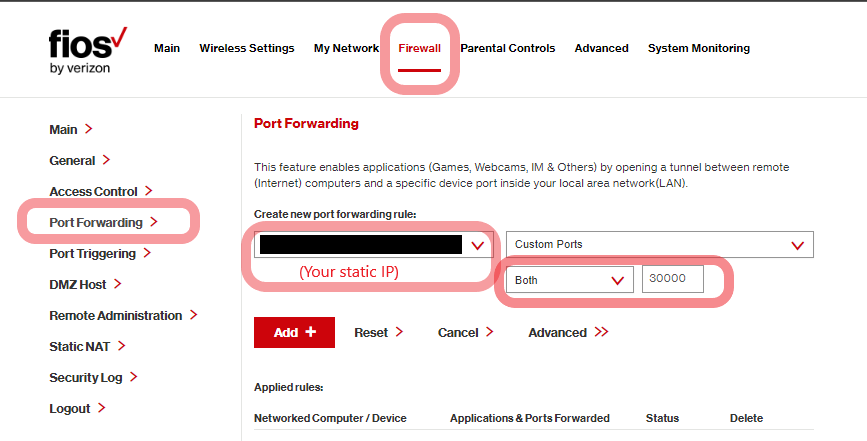 fios
by verizon
Main Wireless Settings My Network Firewall Parental Controls Advanced System Monitoring
Main
General
Access Control
Port Forwarding
Port Triggering
DMZ Host
Remote Administration
Static NAT
Security Log
Logout
Port Forwarding
This feature enables applications (Games, Webcams, IM & Others) by opening a tunnel between remote
(Internet) computers and a specific device port inside your local area network(LAN).
Create new port forwarding rule:
Custom Ports
(Your static IP)
Both 30000
Add + Reset Cancel Advanced
Applied rules:
Networked Computer / Device Applications & Ports Forwarded Status Delete